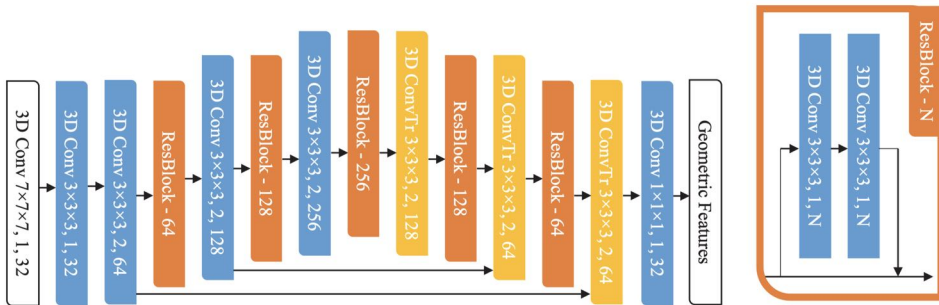 3D Conv 7×7×7, 1, 32
3D Conv 3×3×3, 1, 32
3D Conv 3×3×3, 2, 64
ResBlock - 64
3D Conv 3×3×3, 2, 128
ResBlock - 128
3D Conv 3×3×3, 2, 256
ResBlock - 256
3D ConvTr 3×3×3, 2, 128
ResBlock - 128
3D ConvTr 3×3×3, 2, 64
ResBlock - 64
3D ConvTr 3×3×3, 2, 64
3D Conv 1×1×1, 1, 32
Geometric Features
3D Conv 3×3×3, 1, N
3D Conv 3×3×3, 1, N
ResBlock - N